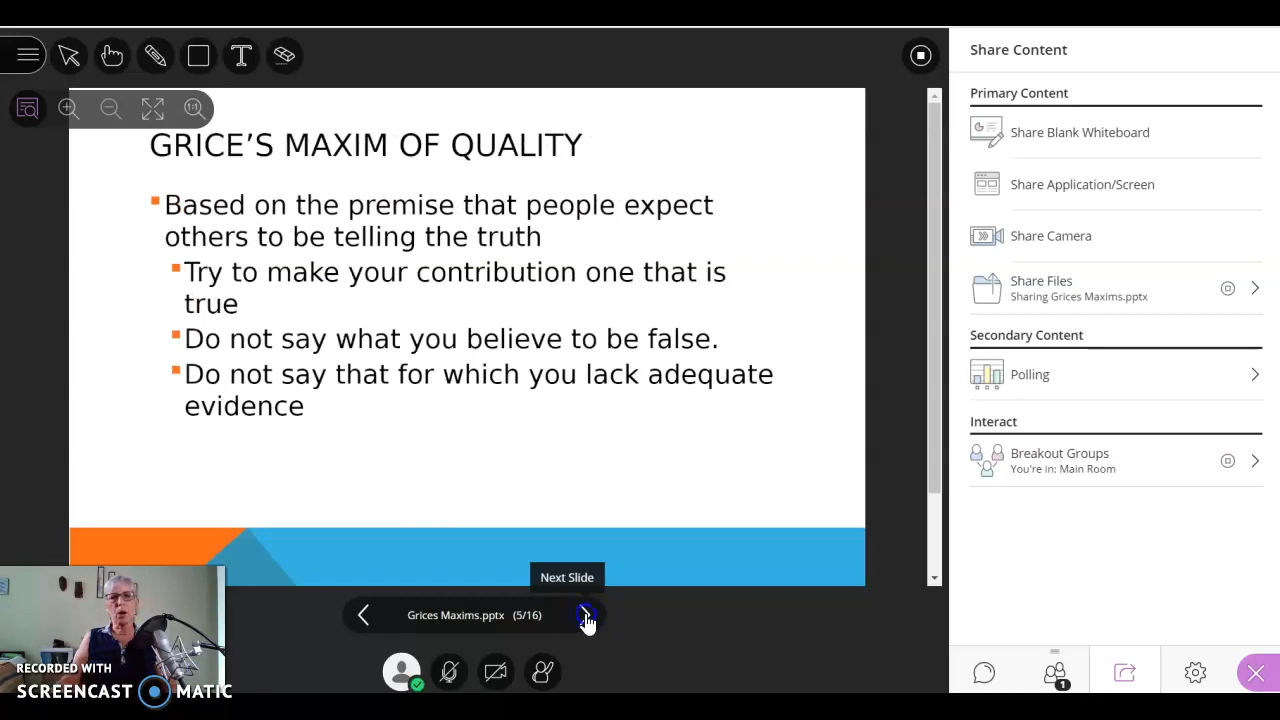 Share Content
Primary Content
Share Blank Whiteboard
Share Application/Screen
Share Camera
Share Files
Sharing Grices Maxims.pptx
Secondary Content
Polling
Interact
Breakout Groups
You're in: Main Room
1:1
T
GRICE'S MAXIM OF QUALITY
Based on the premise that people expect
others to be telling the truth
Try to make your contribution one that is
true
Do not say what you believe to be false.
Do not say that for which you lack adequate
evidence
Next Slide
Grices Maxims.pptx (5/16)
1
RECORDED WITH
SCREENCAST MATIC